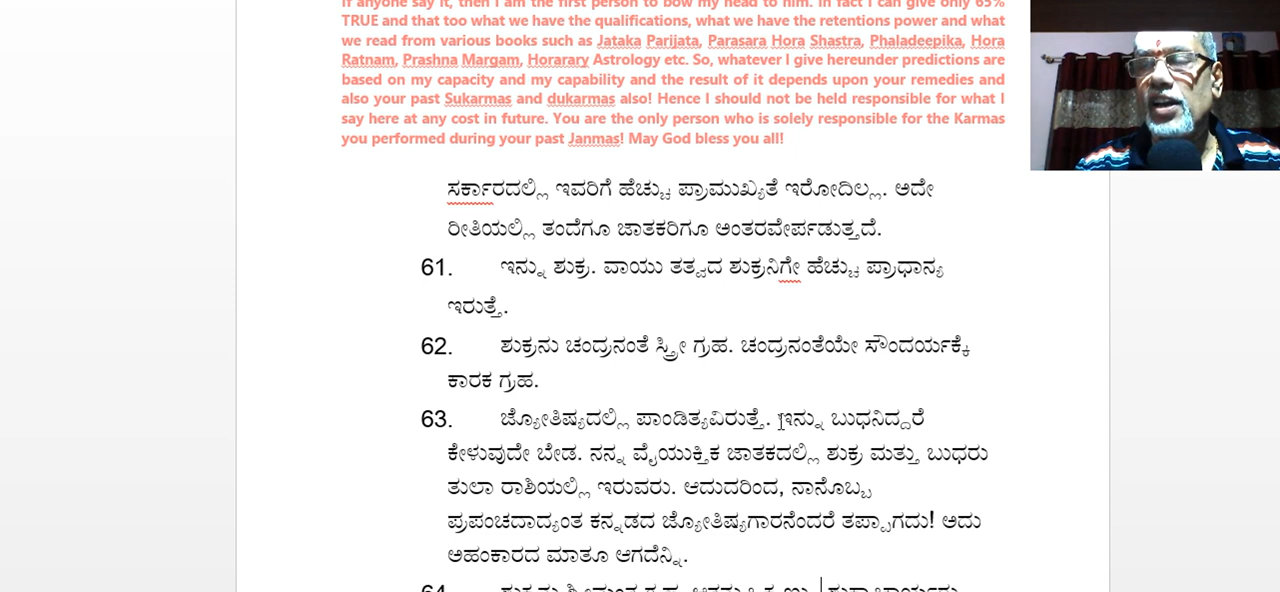 If anyone say it, then I am the first person to bow my head to him. In fact I can give only 65%
TRUE and that too what we have the qualifications, what we have the retentions power and what
we read from various books such as Jataka Parijata, Parasara Hora Shastra, Phaladeepika, Hora
Ratnam, Prashna Margam, Horarary Astrology etc. So, whatever I give hereunder predictions are
based on my capacity and my capability and the result of it depends upon your remedies and
also your past Sukarmas and dukarmas also! Hence I should not be held responsible for what I
say here at any cost in future. You are the only person who is solely responsible for the Karmas
you performed during your past Janmas! May God bless you all!
ಸರ್ಕಾರದಲ್ಲಿ ಇವರಿಗೆ ಹೆಚ್ಚು ಪ್ರಾಮುಖ್ಯತೆ ಇರೋದಿಲ್ಲ. ಅದೇ
ರೀತಿಯಲ್ಲಿ ತಂದೆಗೂ ಜಾತಕರಿಗೂ ಅಂತರವೇರ್ಪಡುತ್ತದೆ.
61. ಇನ್ನು ಶುಕ್ರ. ವಾಯು ತತ್ವದ ಶುಕ್ರನಿಗೇ ಹೆಚ್ಚು ಪ್ರಾಧಾನ್ಯ
ಇರುತ್ತೆ.
62. ಶುಕ್ರನು ಚಂದ್ರನಂತೆ ಸ್ತ್ರೀ ಗ್ರಹ. ಚಂದ್ರನಂತೆಯೇ ಸೌಂದರ್ಯಕ್ಕೆ
ಕಾರಕ ಗ್ರಹ.
63. ಜ್ಯೋತಿಷ್ಯದಲ್ಲಿ ಪಾಂಡಿತ್ಯವಿರುತ್ತೆ. ಇನ್ನು ಬುಧನಿದ್ದರೆ
ಕೇಳುವುದೇ ಬೇಡ. ನನ್ನ ವೈಯುಕ್ತಿಕ ಜಾತಕದಲ್ಲಿ ಶುಕ್ರ ಮತ್ತು ಬುಧರು
ತುಲಾ ರಾಶಿಯಲ್ಲಿ ಇರುವರು. ಆದುದರಿಂದ, ನಾನೊಬ್ಬ
ಪ್ರಪಂಚದಾದ್ಯಂತ ಕನ್ನಡದ ಜ್ಯೋತಿಷ್ಯಗಾರನೆಂದರೆ ತಪ್ಪಾಗದು! ಅದು
ಅಹಂಕಾರದ ಮಾತೂ ಆಗದೆನ್ನಿ.